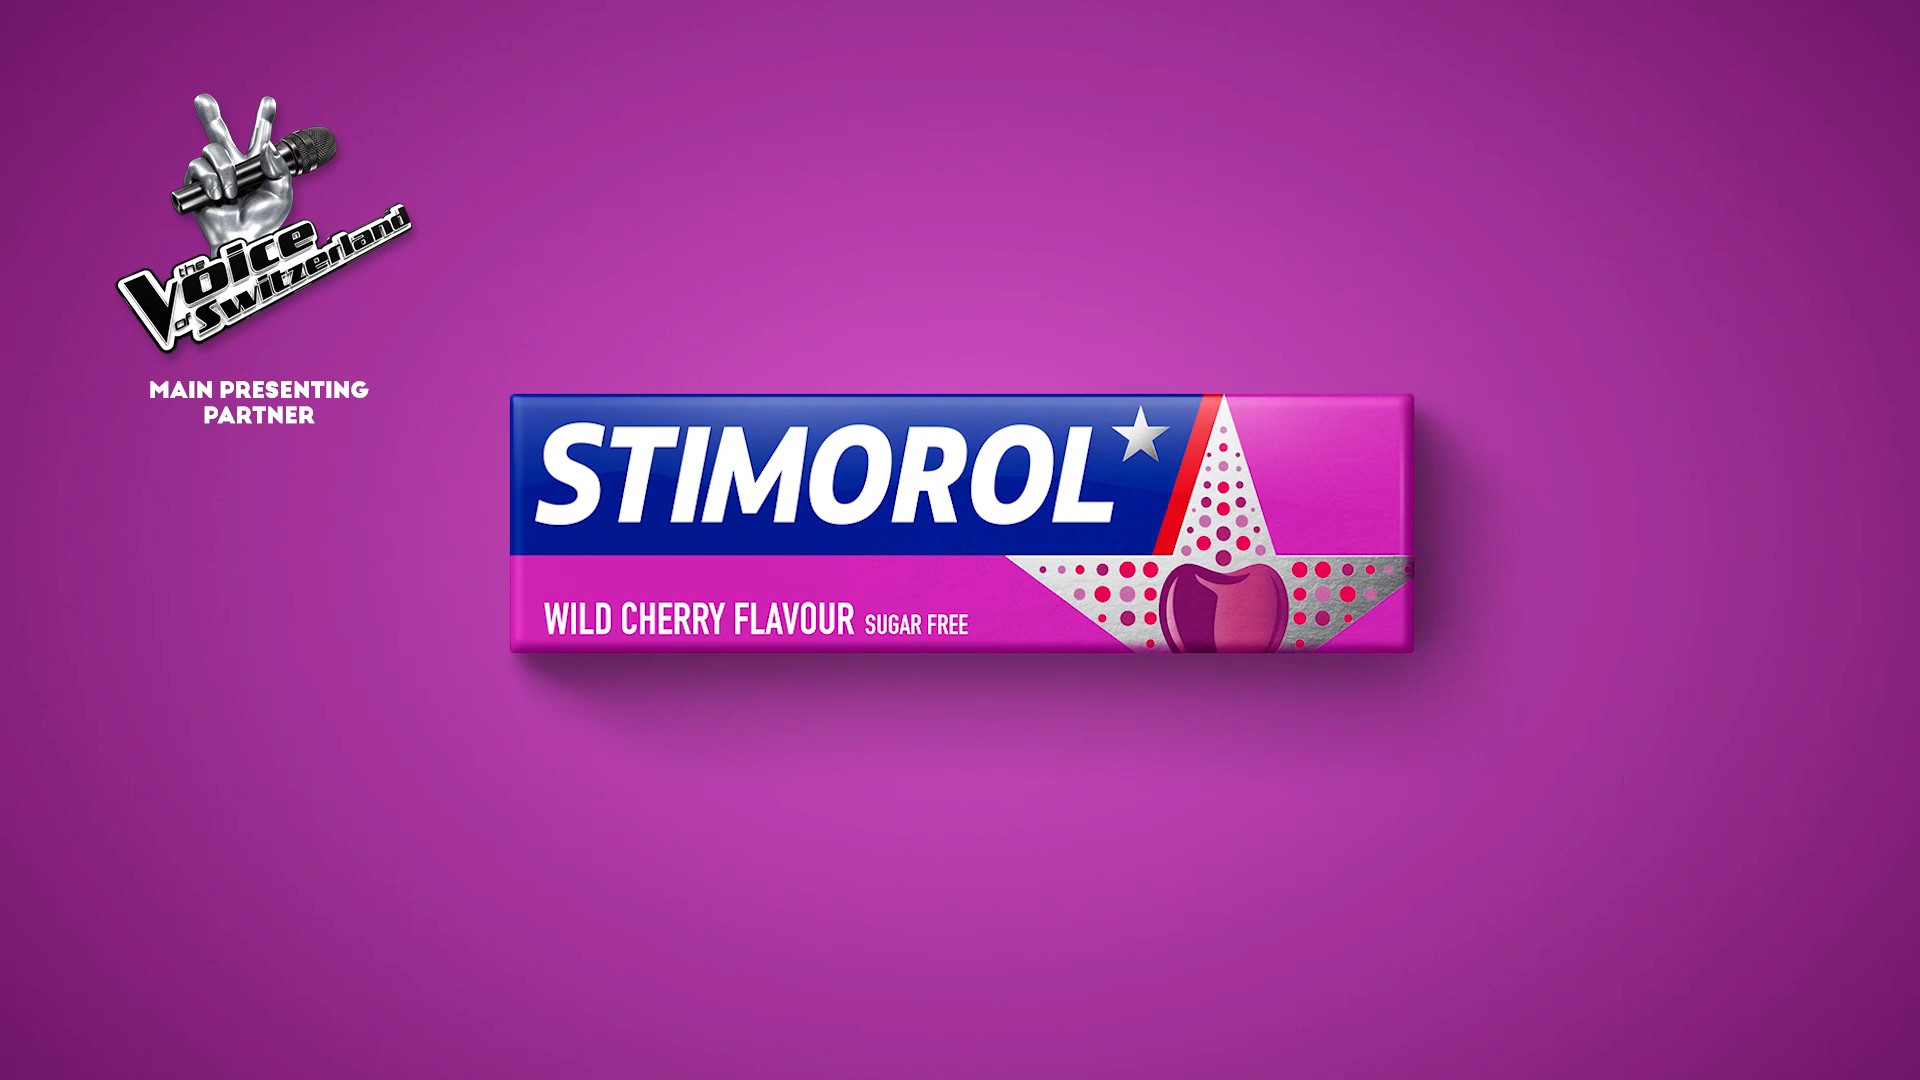 the
Voice
of Switzerland
MAIN PRESENTING
PARTNER
STIMOROL
WILD CHERRY FLAVOUR SUGAR FREE